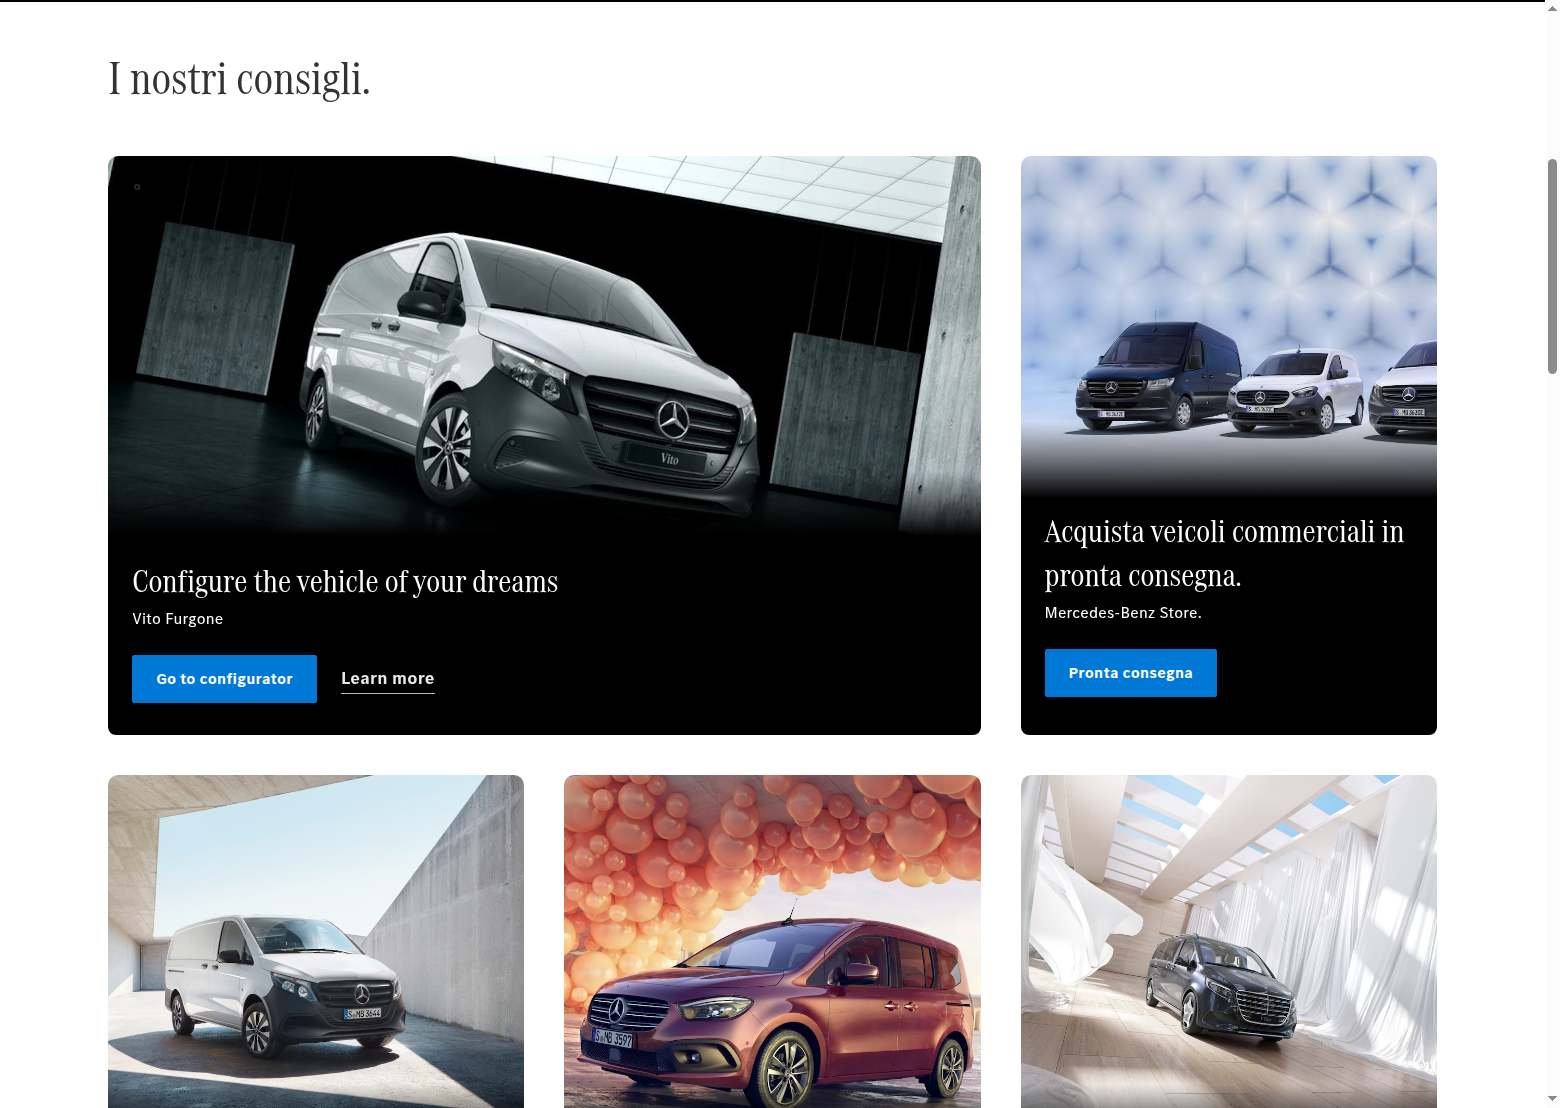 I nostri consigli.
Vito
Configure the vehicle of your dreams
Vito Furgone
Go to configurator
Learn more
Acquista veicoli commerciali in
pronta consegna.
Mercedes-Benz Store.
Pronta consegna
S MB 3644
S MB 3597